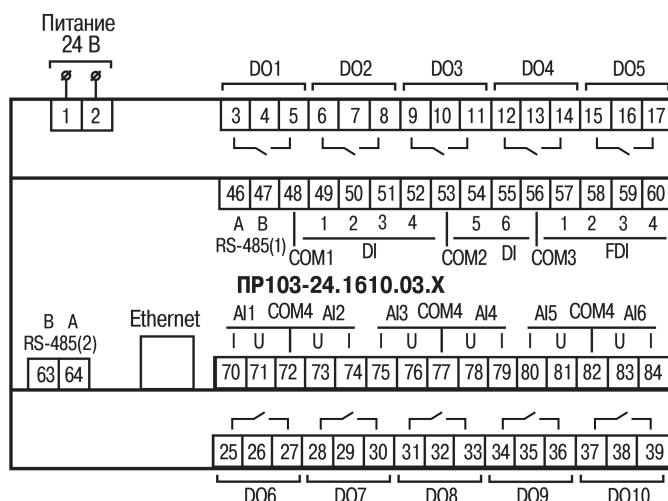 Питание
24 В
DO1 DO2 DO3 DO4 DO5
1 2 3 4 5 6 7 8 9 10 11 12 13 14 15 16 17
46 47 48 49 50 51 52 53 54 55 56 57 58 59 60
A B 1 2 3 4 5 6 1 2 3 4
RS-485(1) COM1 DI COM2 DI COM3 FDI
ПР103-24.1610.03.X
B A Ethernet AI1 COM4 AI2 AI3 COM4 AI4 AI5 COM4 AI6
RS-485(2) I U U I I U U I I U U I
63 64 70 71 72 73 74 75 76 77 78 79 80 81 82 83 84
25 26 27 28 29 30 31 32 33 34 35 36 37 38 39
DO6 DO7 DO8 DO9 DO10